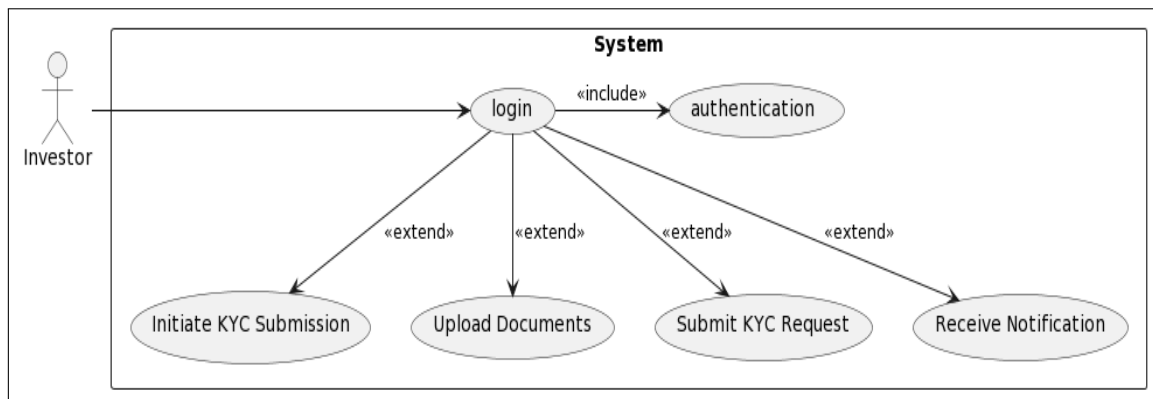 System
login
«include»
authentication
Investor
«extend»
«extend»
«extend»
«extend»
Initiate KYC Submission
Upload Documents
Submit KYC Request
Receive Notification